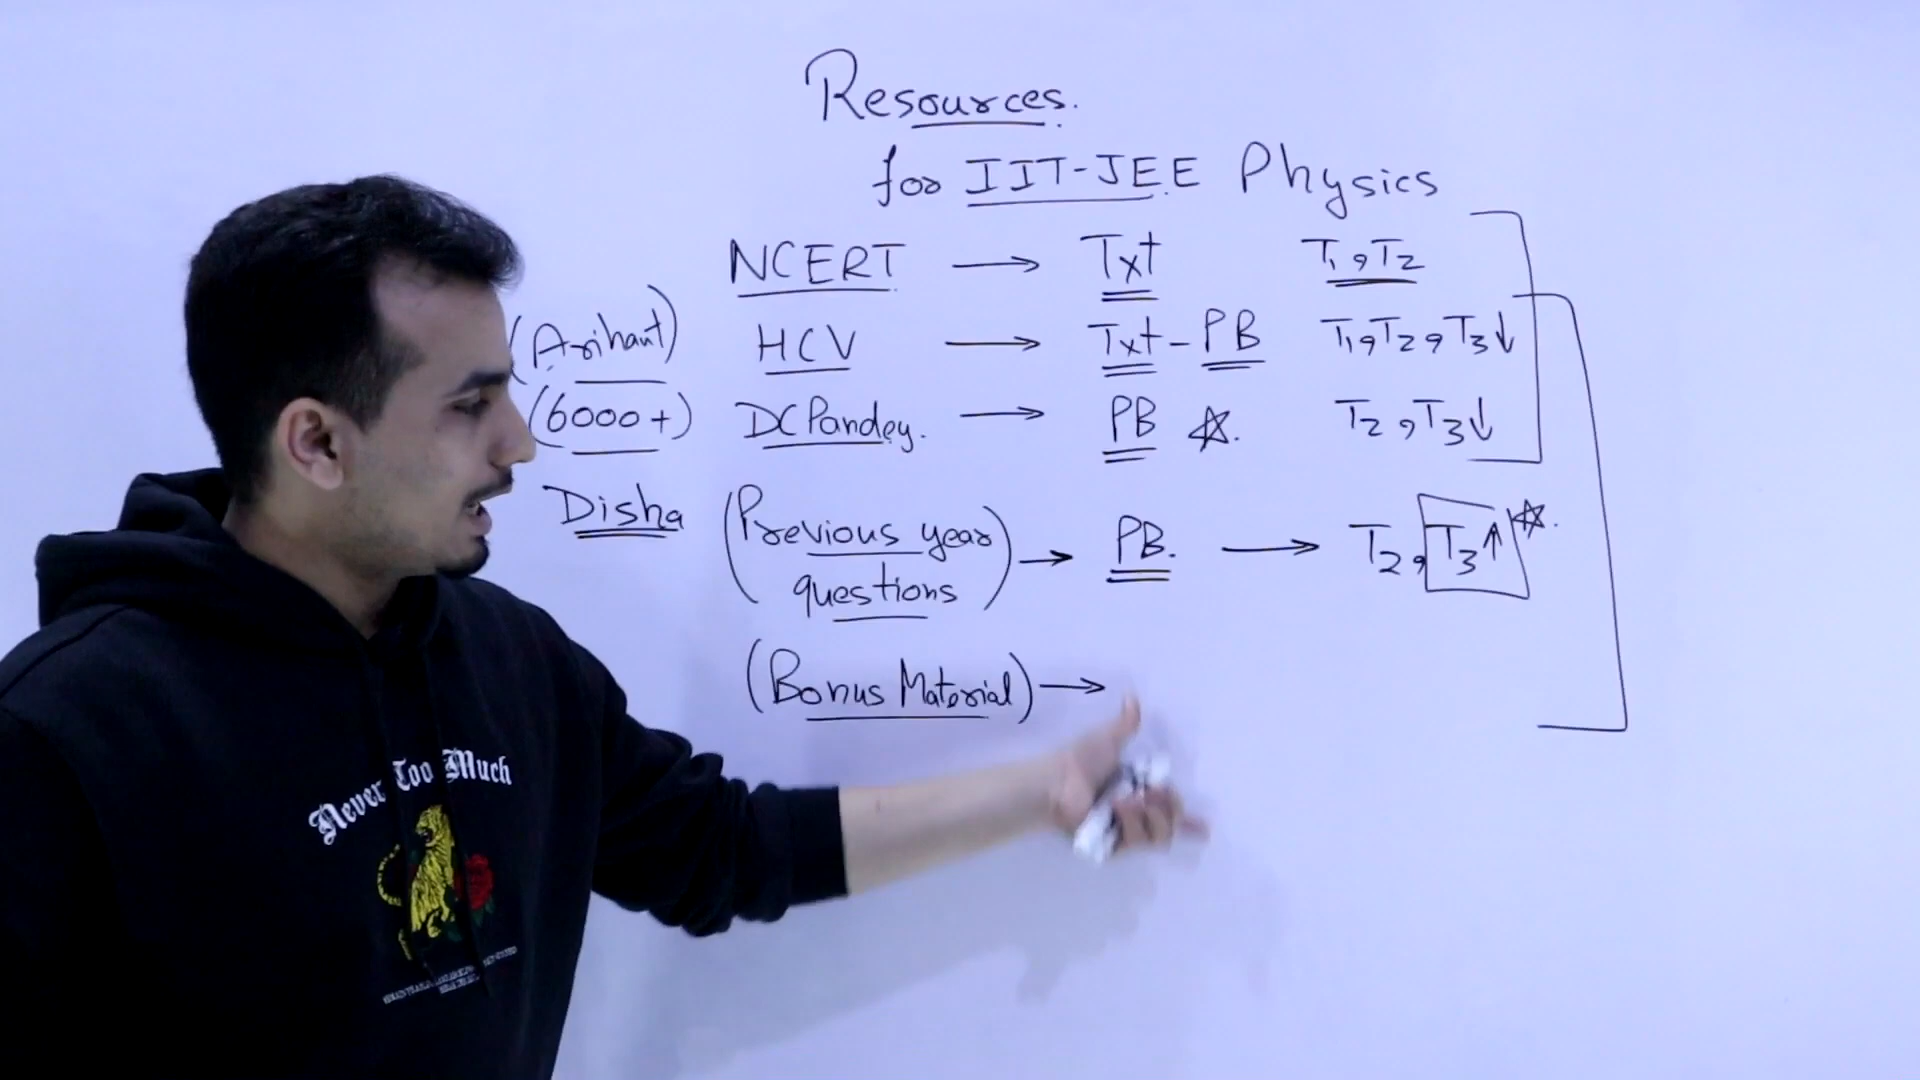 Resources.
for IIT-JEE Physics
NCERT → Txt T1, T2
(Arihant) HCV → Txt - PB T1, T2, T3↓
(6000+) DC Pandey. → PB ☆. T2, T3↓
Disha (Previous year questions) → PB. → T2, T3↑ ☆.
(Bonus Material) →
Never Too Much